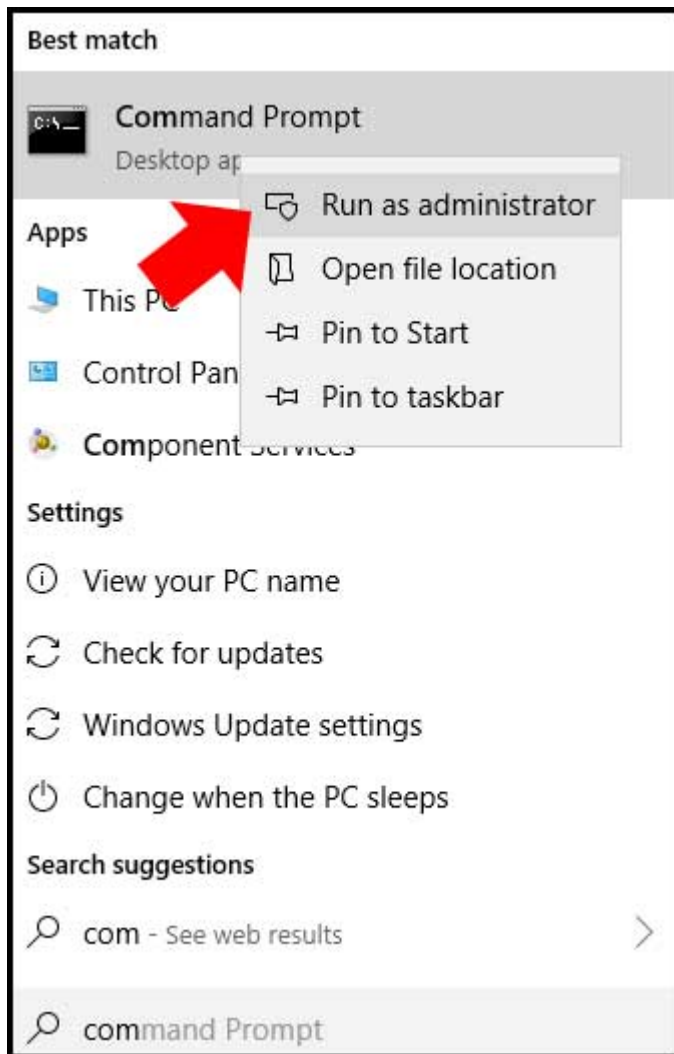 Best match
C:\
Command Prompt
Desktop ap
Run as administrator
Apps
Open file location
This PC
Pin to Start
Control Pan
Pin to taskbar
Component Services
Settings
View your PC name
Check for updates
Windows Update settings
Change when the PC sleeps
Search suggestions
com - See web results
command Prompt